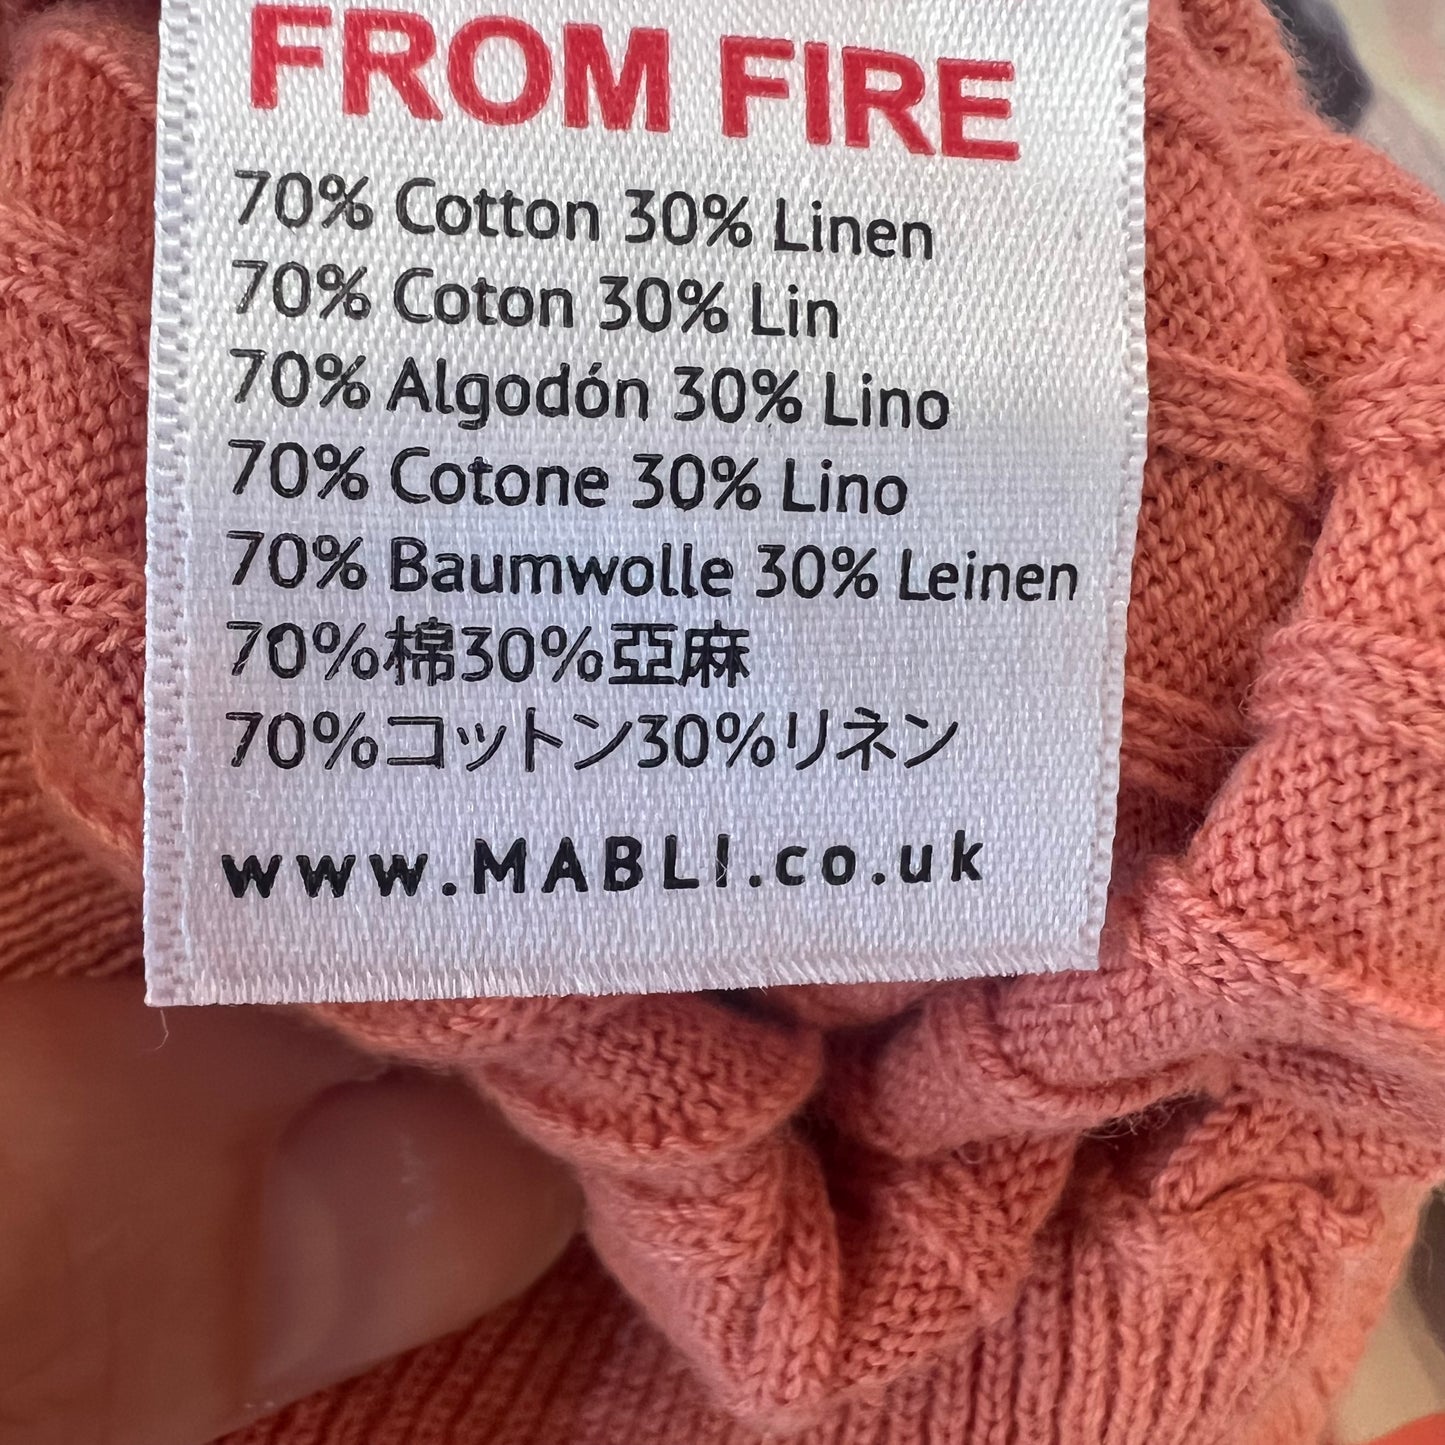 FROM FIRE
70% Cotton 30% Linen
70% Coton 30% Lin
70% Algodón 30% Lino
70% Cotone 30% Lino
70% Baumwolle 30% Leinen
70%棉30%亞麻
70%コットン30%リネン
www.MABLI.co.uk